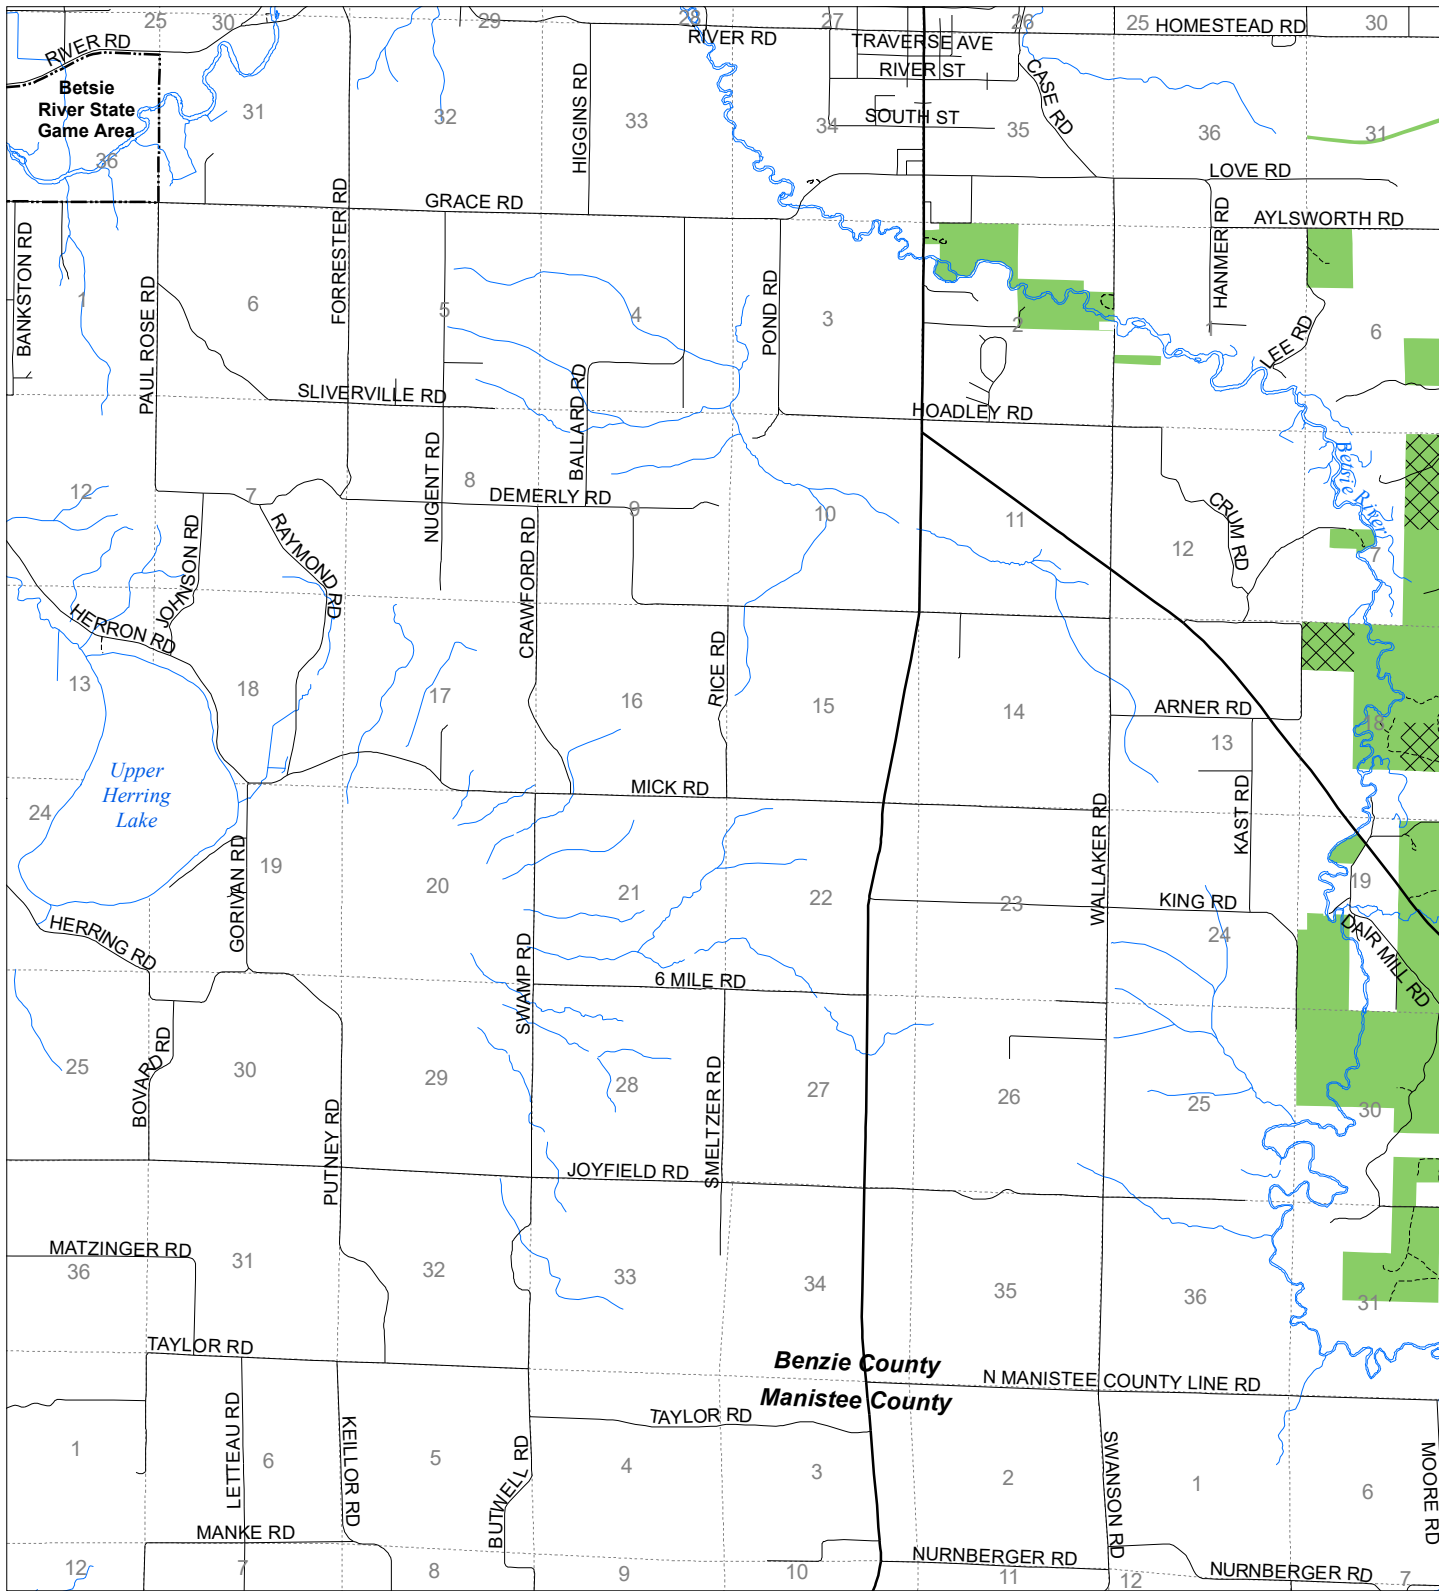 25
30
29
28
27
26
25
30
HOMESTEAD RD
RIVER RD
RIVER RD
TRAVERSE AVE
RIVER ST
CASE RD
Betsie
River State
Game Area
31
32
HIGGINS RD
33
34
SOUTH ST
35
36
31
36
LOVE RD
FORRESTER RD
GRACE RD
HANMER RD
AYLSWORTH RD
BANKSTON RD
1
PAUL ROSE RD
6
5
4
POND RD
3
2
1
LEE RD
6
SLIVERVILLE RD
BALLARD RD
HOADLEY RD
NUGENT RD
8
Betsie River
12
7
DEMERLY RD
9
10
11
12
CRUM RD
7
JOHNSON RD
RAYMOND RD
CRAWFORD RD
HERRON RD
RICE RD
13
18
17
16
15
14
ARNER RD
13
18
Upper
Herring
Lake
MICK RD
WALLAKER RD
KAST RD
24
GORIVAN RD
19
20
21
22
23
KING RD
19
24
HERRING RD
SWAMP RD
6 MILE RD
DAIR MILL RD
25
BOVARD RD
30
29
28
SMELTZER RD
27
26
25
30
PUTNEY RD
JOYFIELD RD
MATZINGER RD
36
31
32
33
34
35
36
31
TAYLOR RD
Benzie County
N MANISTEE COUNTY LINE RD
Manistee County
TAYLOR RD
LETTEAU RD
KEILLOR RD
BUTWELL RD
SWANSON RD
MOORE RD
1
6
5
4
3
2
1
6
MANKE RD
NURNBERGER RD
NURNBERGER RD
12
7
8
9
10
11
12
7